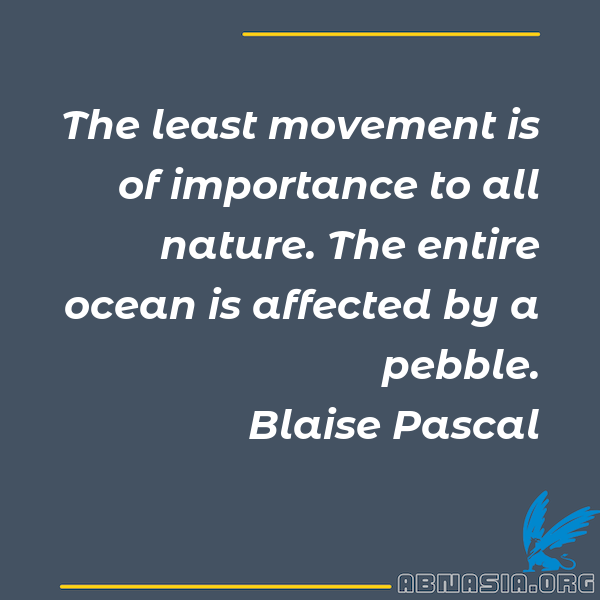 The least movement is
of importance to all
nature. The entire
ocean is affected by a
pebble.
Blaise Pascal
ABNASIA.ORG